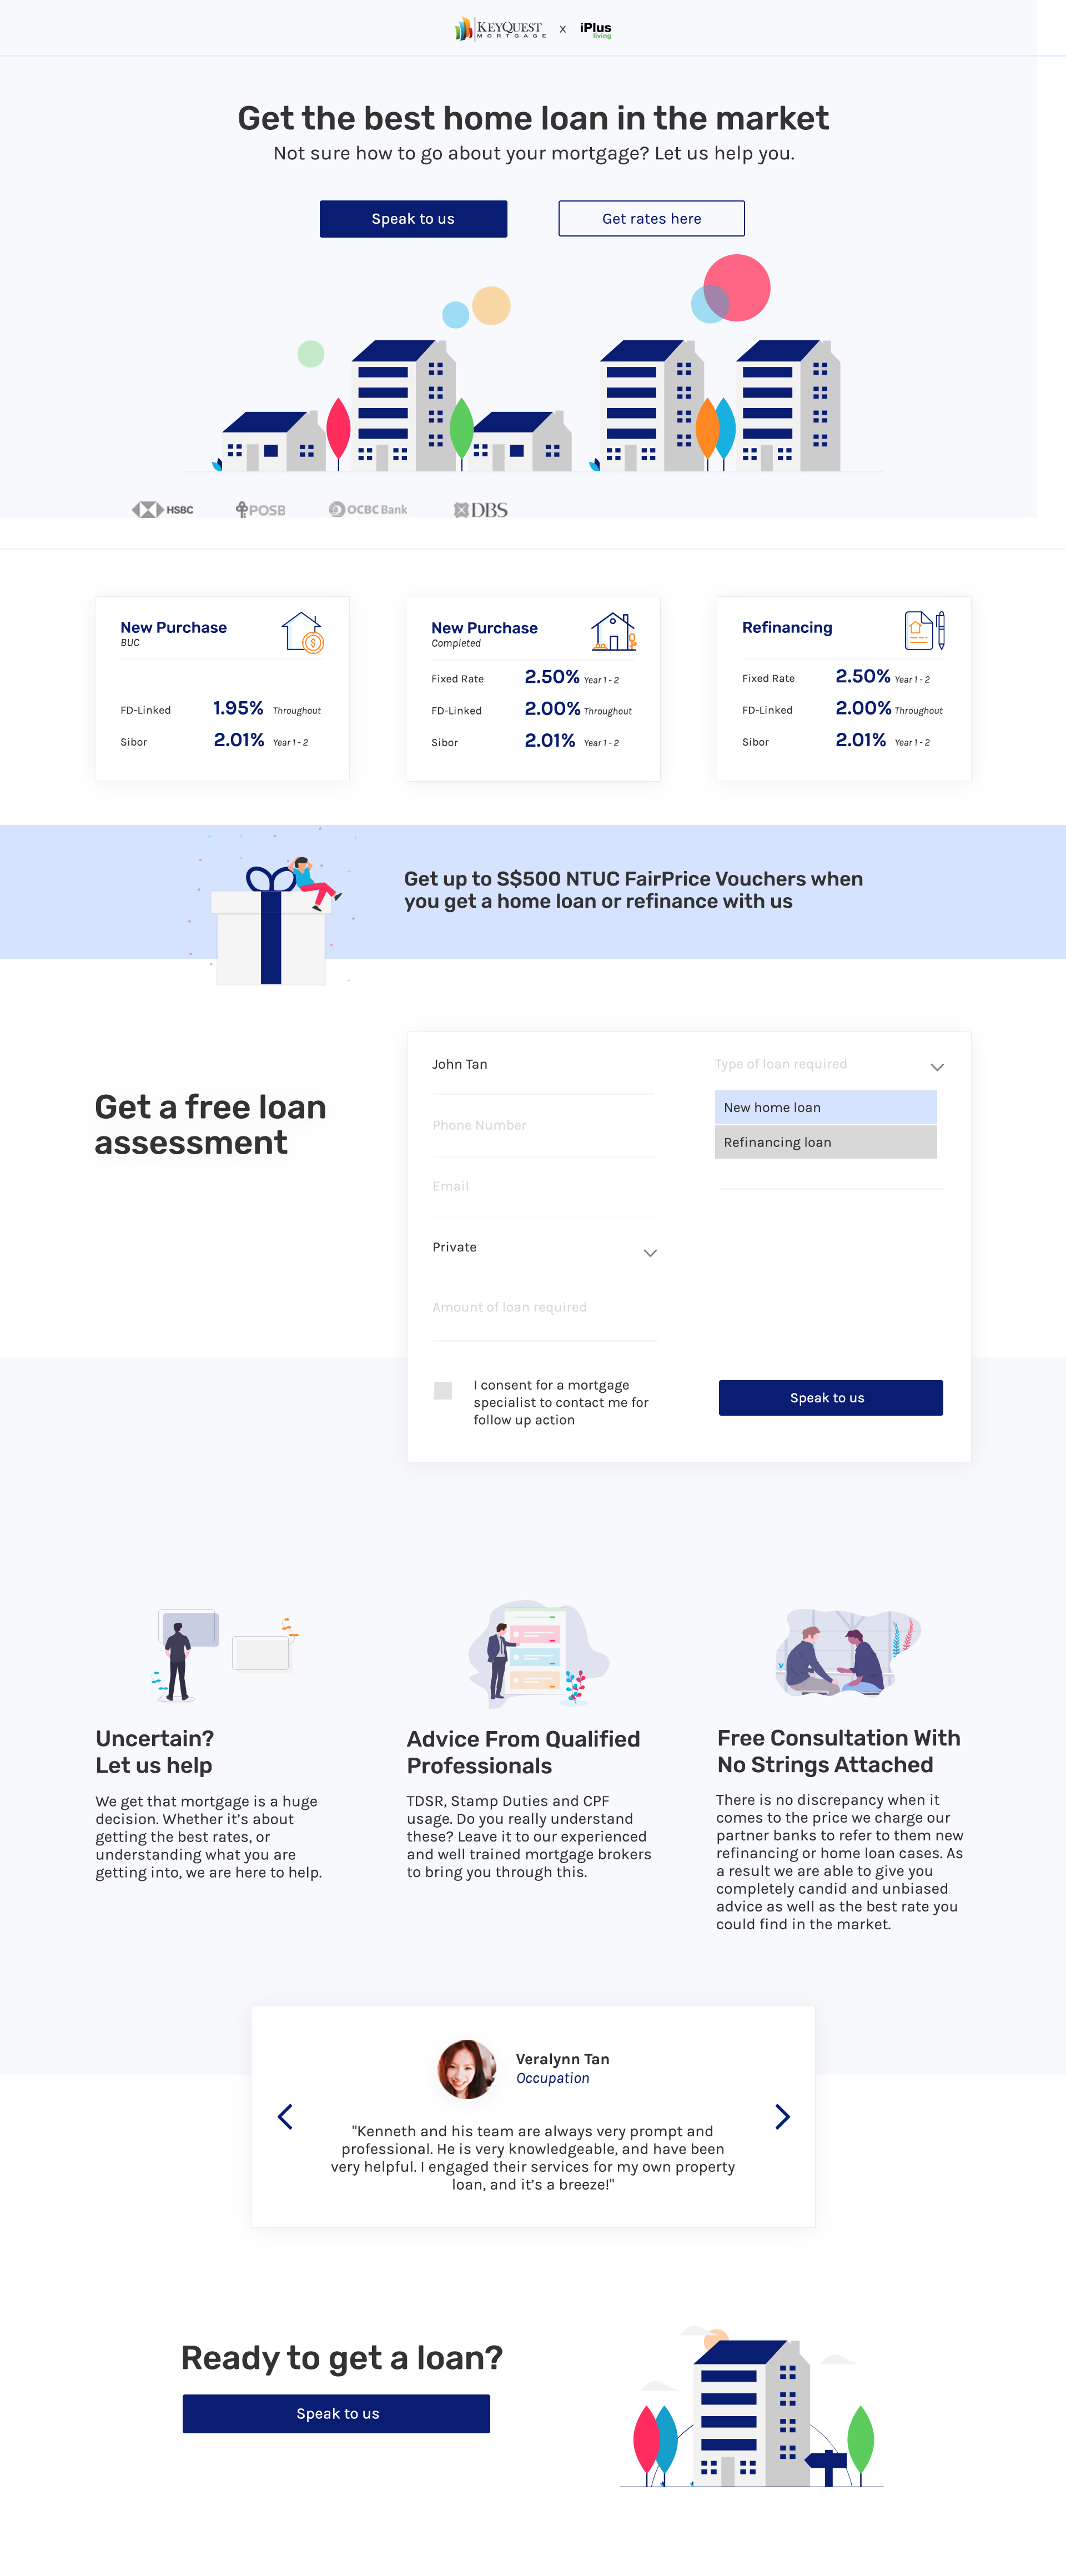 KEYQUEST
MORTGAGE
x
iPlus
living
Get the best home loan in the market
Not sure how to go about your mortgage? Let us help you.
Speak to us
Get rates here
HSBC
POSB
OCBC Bank
DBS
New Purchase
BUC
FD-Linked 1.95% Throughout
Sibor 2.01% Year 1 - 2
New Purchase
Completed
Fixed Rate 2.50% Year 1 - 2
FD-Linked 2.00% Throughout
Sibor 2.01% Year 1 - 2
Refinancing
Fixed Rate 2.50% Year 1 - 2
FD-Linked 2.00% Throughout
Sibor 2.01% Year 1 - 2
$
Get up to S$500 NTUC FairPrice Vouchers when
you get a home loan or refinance with us
Get a free loan
assessment
John Tan
Phone Number
Email
Private
Amount of loan required
Type of loan required
New home loan
Refinancing loan
I consent for a mortgage
specialist to contact me for
follow up action
Speak to us
Uncertain?
Let us help
We get that mortgage is a huge
decision. Whether it's about
getting the best rates, or
understanding what you are
getting into, we are here to help.
Advice From Qualified
Professionals
TDSR, Stamp Duties and CPF
usage. Do you really understand
these? Leave it to our experienced
and well trained mortgage brokers
to bring you through this.
Free Consultation With
No Strings Attached
There is no discrepancy when it
comes to the price we charge our
partner banks to refer to them new
refinancing or home loan cases. As
a result we are able to give you
completely candid and unbiased
advice as well as the best rate you
could find in the market.
Veralynn Tan
Occupation
"Kenneth and his team are always very prompt and
professional. He is very knowledgeable, and have been
very helpful. I engaged their services for my own property
loan, and it's a breeze!"
Ready to get a loan?
Speak to us